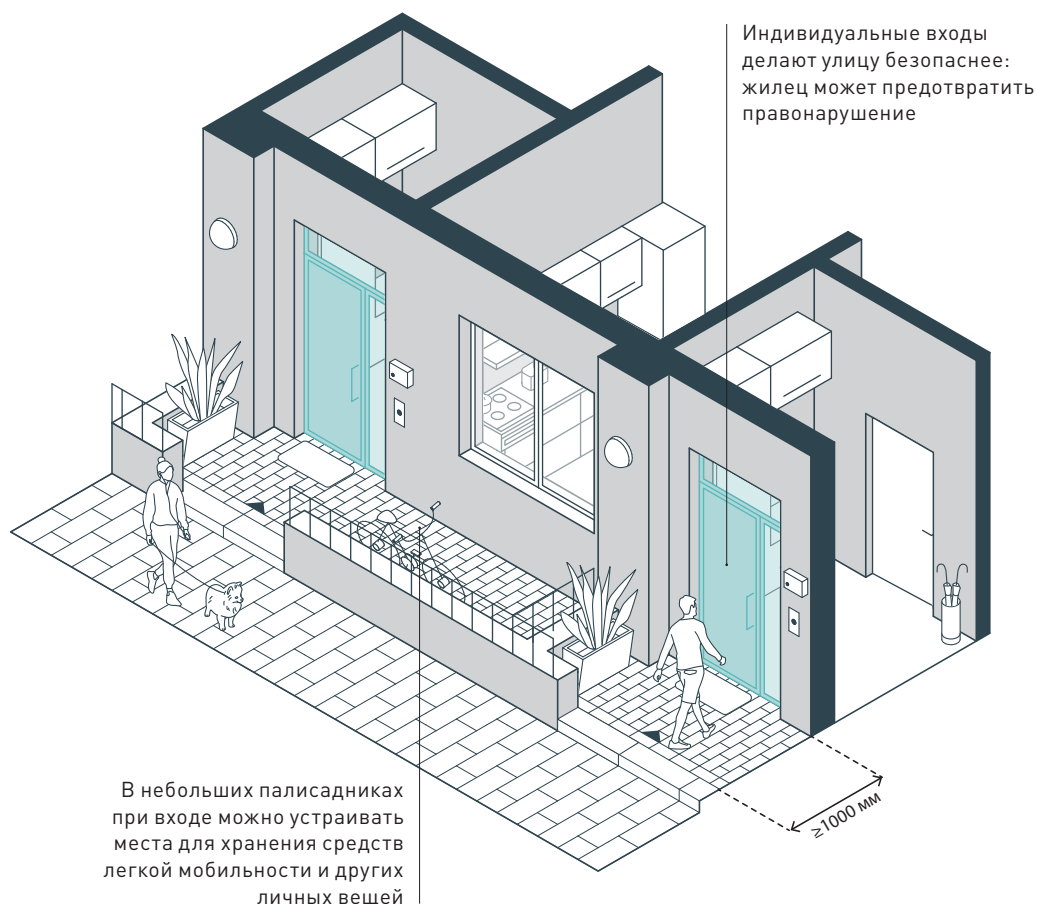 Индивидуальные входы
делают улицу безопаснее:
жилец может предотвратить
правонарушение
≥1000 мм
В небольших палисадниках
при входе можно устраивать
места для хранения средств
легкой мобильности и других
личных вещей